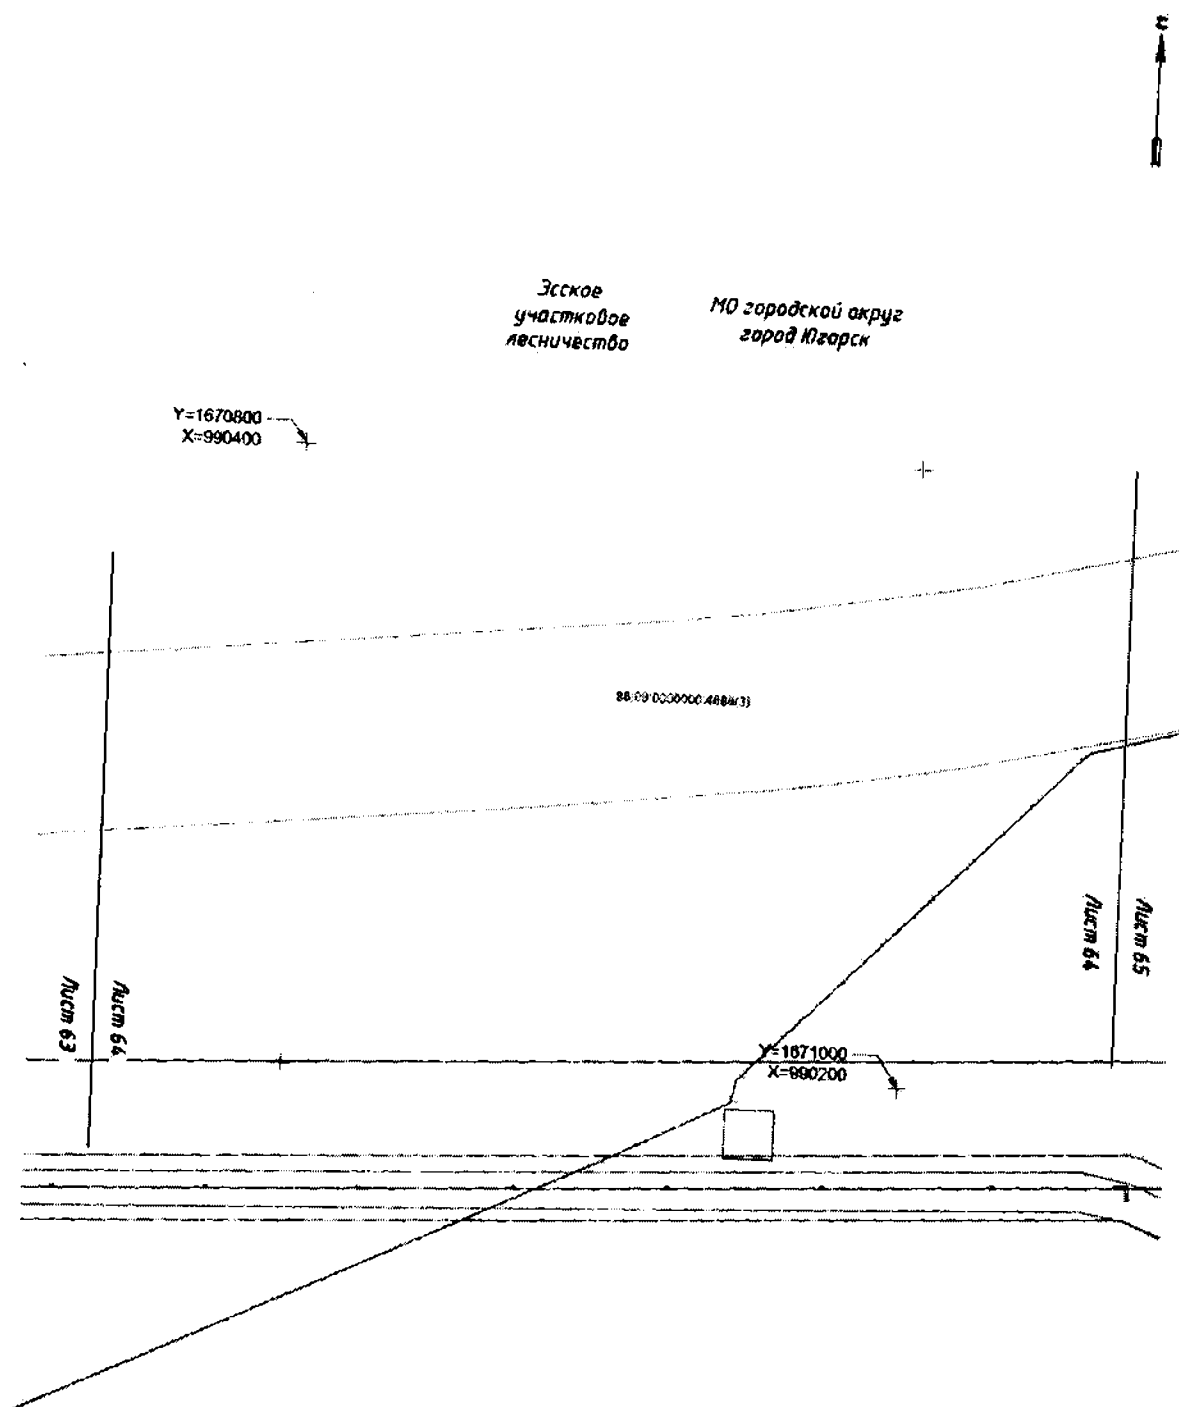 Эсское
участковое
лесничество
МО городской округ
город Югорск
Y=1670800
X=990400
Лист 63
Лист 64
Лист 64
Лист 65
Y=1671000
X=990200